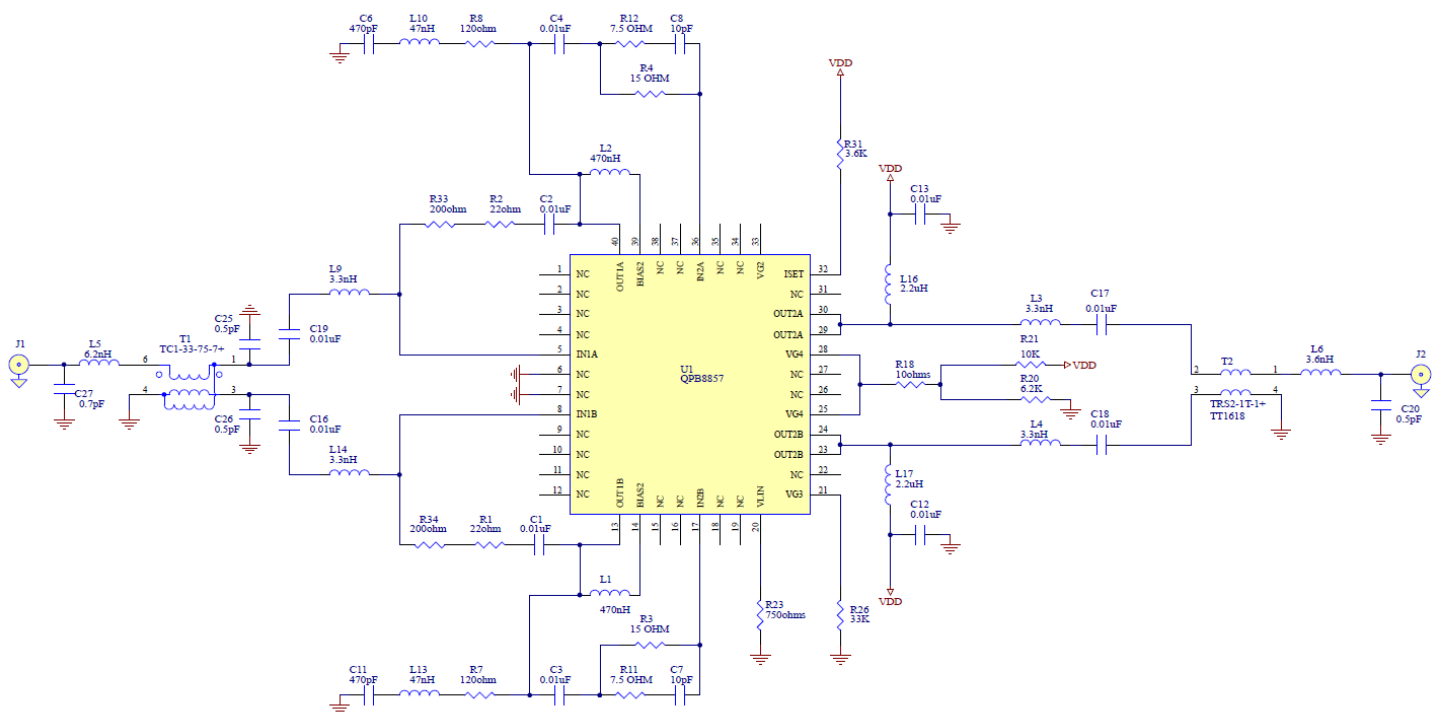 C6
470pF
L10
47nH
R8
120ohm
C4
0.01uF
R12
7.5 OHM
C8
10pF
R4
15 OHM
VDD
R31
3.6K
L2
470nH
VDD
C13
0.01uF
R33
200ohm
R2
22ohm
C2
0.01uF
40
39
38
37
36
35
34
33
OUT1A
BIAS2
NC
NC
IN2A
NC
NC
VG2
L9
3.3nH
1 NC
2 NC
3 NC
4 NC
5 IN1A
6 NC
7 NC
8 IN1B
9 NC
10 NC
11 NC
12 NC
U1
QPB8857
ISET 32
NC 31
OUT2A 30
OUT2A 29
VG4 28
NC 27
NC 26
VG4 25
OUT2B 24
OUT2B 23
NC 22
VG3 21
L16
2.2uH
L3
3.3nH
C17
0.01uF
J1
L5
6.2nH
C27
0.7pF
T1
TC1-33-75-7+
6
1
4
3
C25
0.5pF
C19
0.01uF
C26
0.5pF
C16
0.01uF
L14
3.3nH
R18
10ohms
R21
10K
VDD
R20
6.2K
T2
2
1
3
4
TRS2-1T-1+
TT1618
L6
3.6nH
J2
C20
0.5pF
L4
3.3nH
C18
0.01uF
L17
2.2uH
C12
0.01uF
VDD
OUT1B
BIAS2
NC
NC
IN2B
NC
NC
VLIN
13
14
15
16
17
18
19
20
R34
200ohm
R1
22ohm
C1
0.01uF
L1
470nH
R3
15 OHM
R23
750ohms
R26
33K
C11
470pF
L13
47nH
R7
120ohm
C3
0.01uF
R11
7.5 OHM
C7
10pF